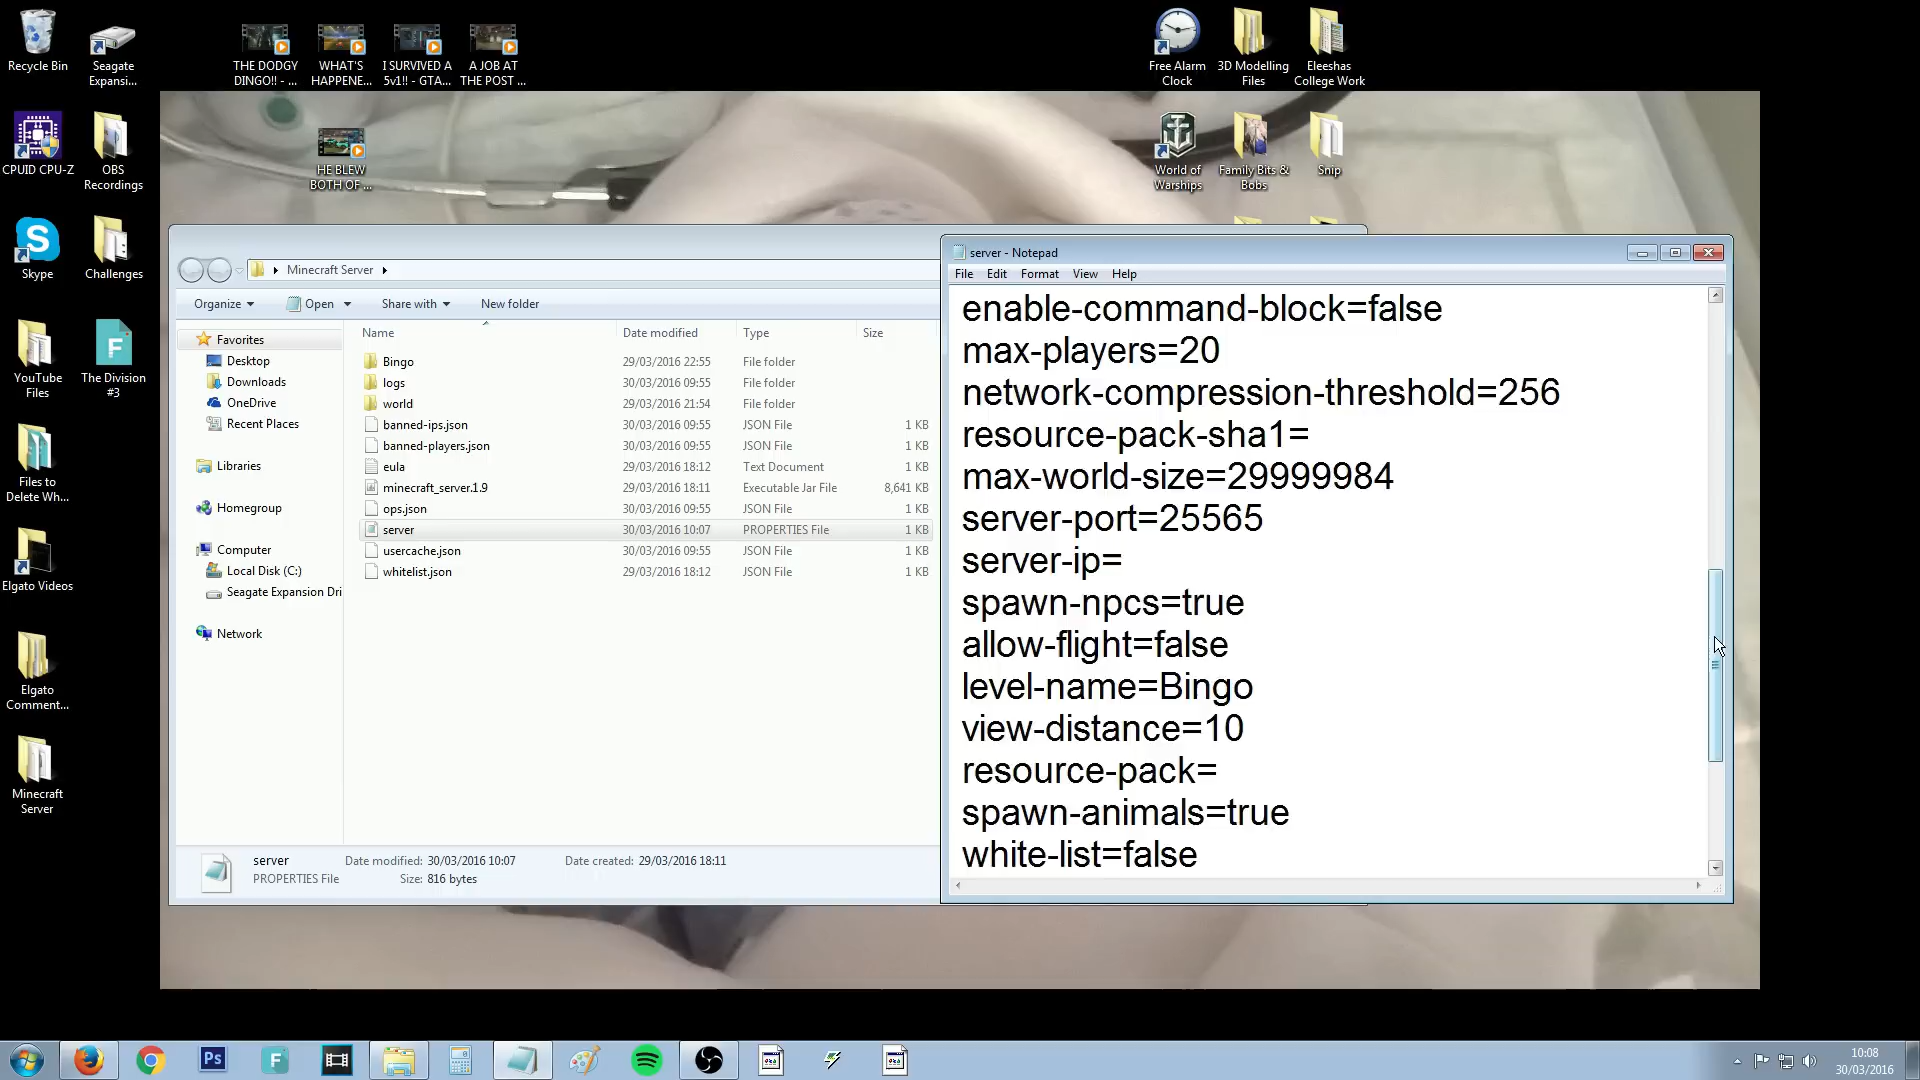 Recycle Bin
Seagate Expansi...
THE DODGY DINGO!! - ...
WHAT'S HAPPENE...
I SURVIVED A 5v1!! - GTA...
A JOB AT THE POST ...
Free Alarm Clock
3D Modelling Files
Eleeshas College Work
CPUID CPU-Z
OBS Recordings
HE BLEW BOTH OF ...
World of Warships
Family Bits & Bobs
Snip
Skype
Challenges
YouTube Files
The Division #3
Files to Delete Wh...
Elgato Videos
Elgato Comment...
Minecraft Server
Minecraft Server
Organize
Open
Share with
New folder
Favorites
Desktop
Downloads
OneDrive
Recent Places
Libraries
Homegroup
Computer
Local Disk (C:)
Seagate Expansion Dri
Network
Name Date modified Type Size
Bingo 29/03/2016 22:55 File folder
logs 30/03/2016 09:55 File folder
world 29/03/2016 21:54 File folder
banned-ips.json 30/03/2016 09:55 JSON File 1 KB
banned-players.json 30/03/2016 09:55 JSON File 1 KB
eula 29/03/2016 18:12 Text Document 1 KB
minecraft_server.1.9 29/03/2016 18:11 Executable Jar File 8,641 KB
ops.json 30/03/2016 09:55 JSON File 1 KB
server 30/03/2016 10:07 PROPERTIES File 1 KB
usercache.json 30/03/2016 09:55 JSON File 1 KB
whitelist.json 29/03/2016 18:12 JSON File 1 KB
server Date modified: 30/03/2016 10:07 Date created: 29/03/2016 18:11
PROPERTIES File Size: 816 bytes
server - Notepad
File Edit Format View Help
enable-command-block=false
max-players=20
network-compression-threshold=256
resource-pack-sha1=
max-world-size=29999984
server-port=25565
server-ip=
spawn-npcs=true
allow-flight=false
level-name=Bingo
view-distance=10
resource-pack=
spawn-animals=true
white-list=false
Ps
10:08
30/03/2016